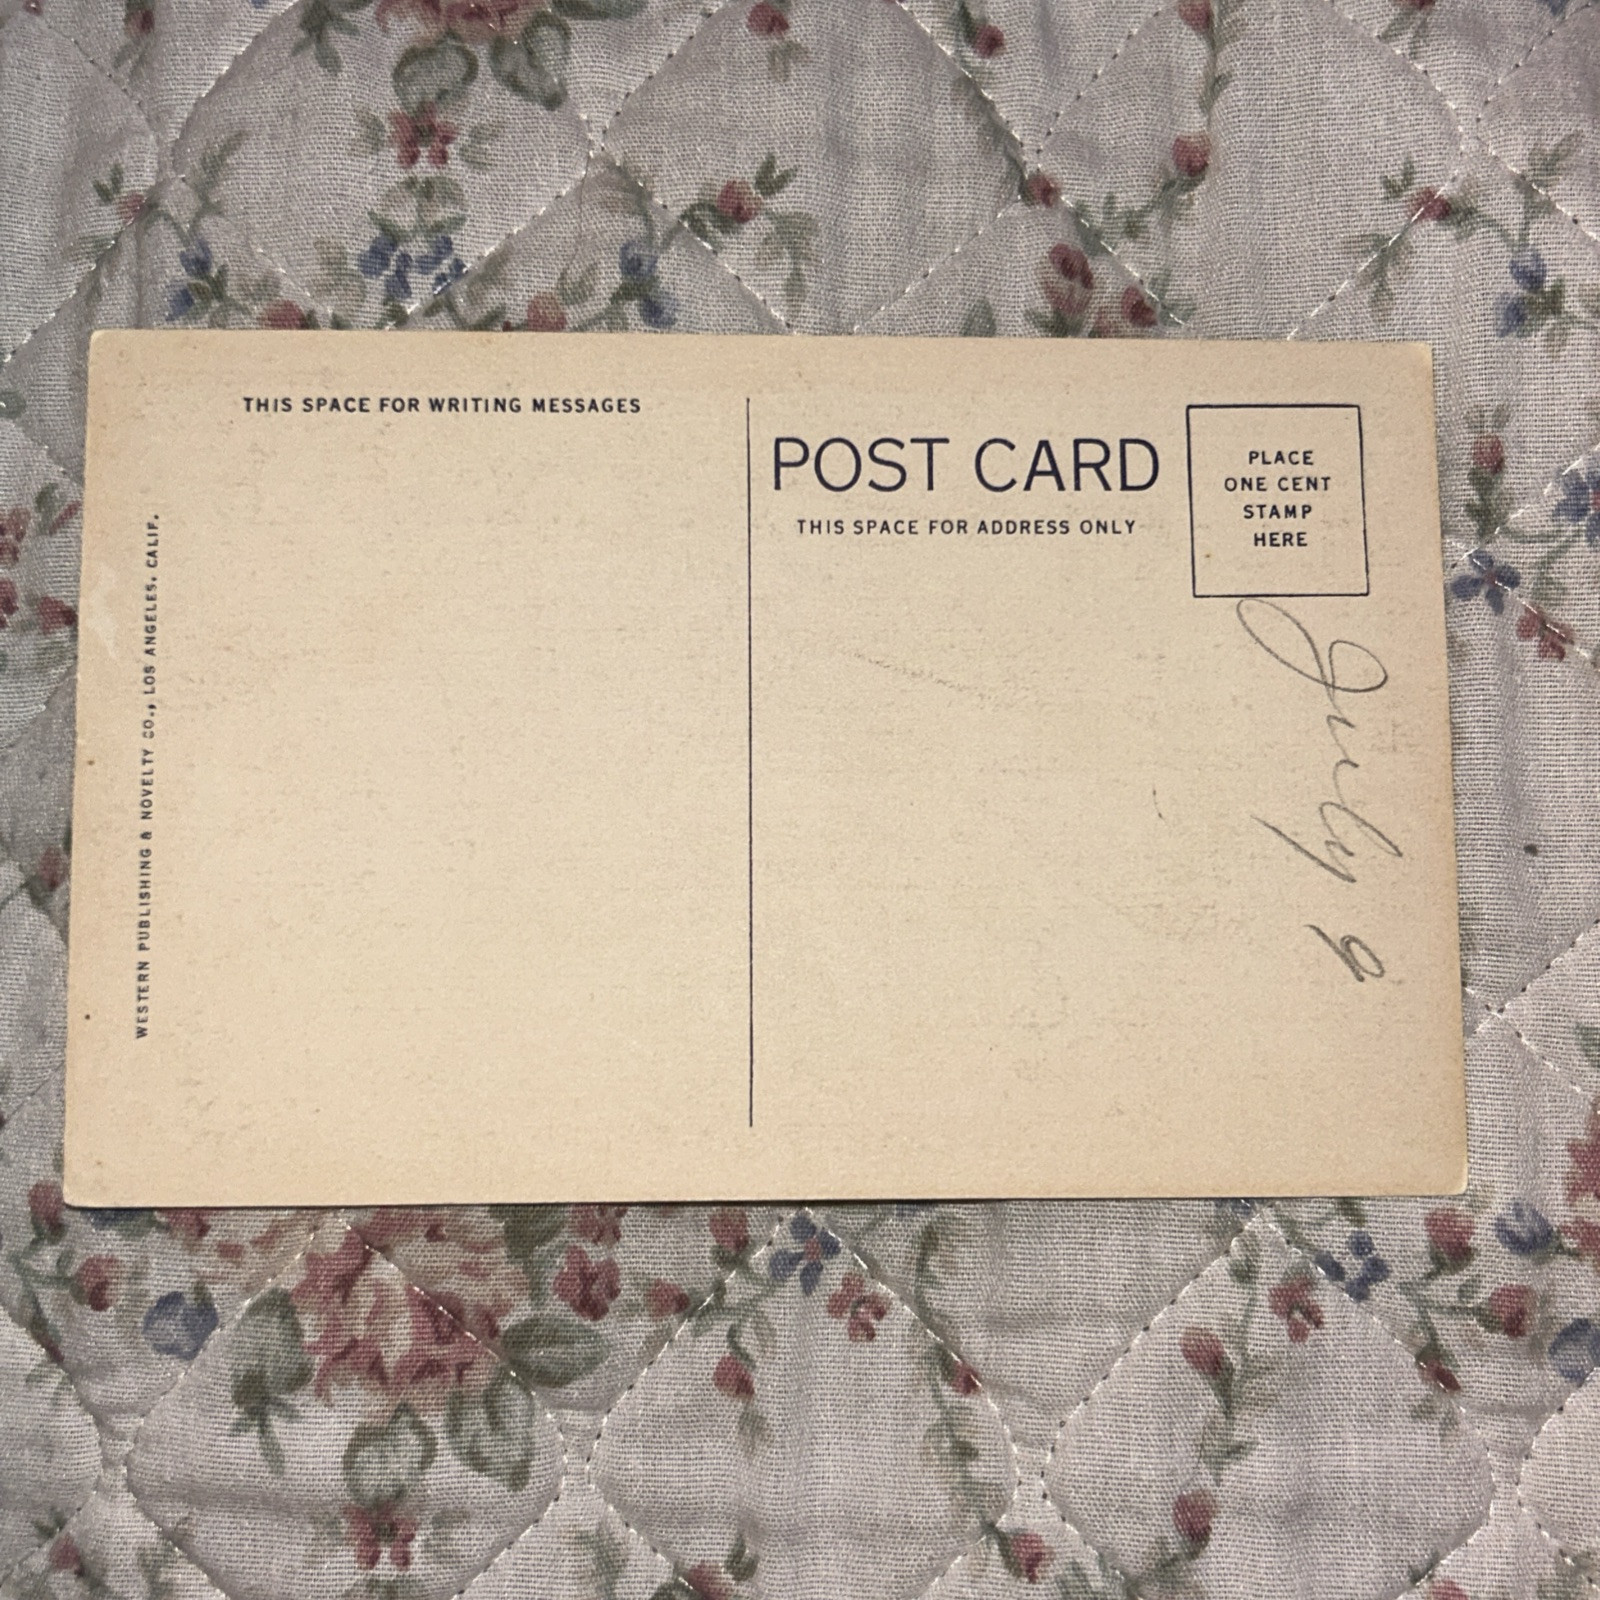 THIS SPACE FOR WRITING MESSAGES
WESTERN PUBLISHING & NOVELTY CO., LOS ANGELES, CALIF.
POST CARD
THIS SPACE FOR ADDRESS ONLY
PLACE
ONE CENT
STAMP
HERE
July 9